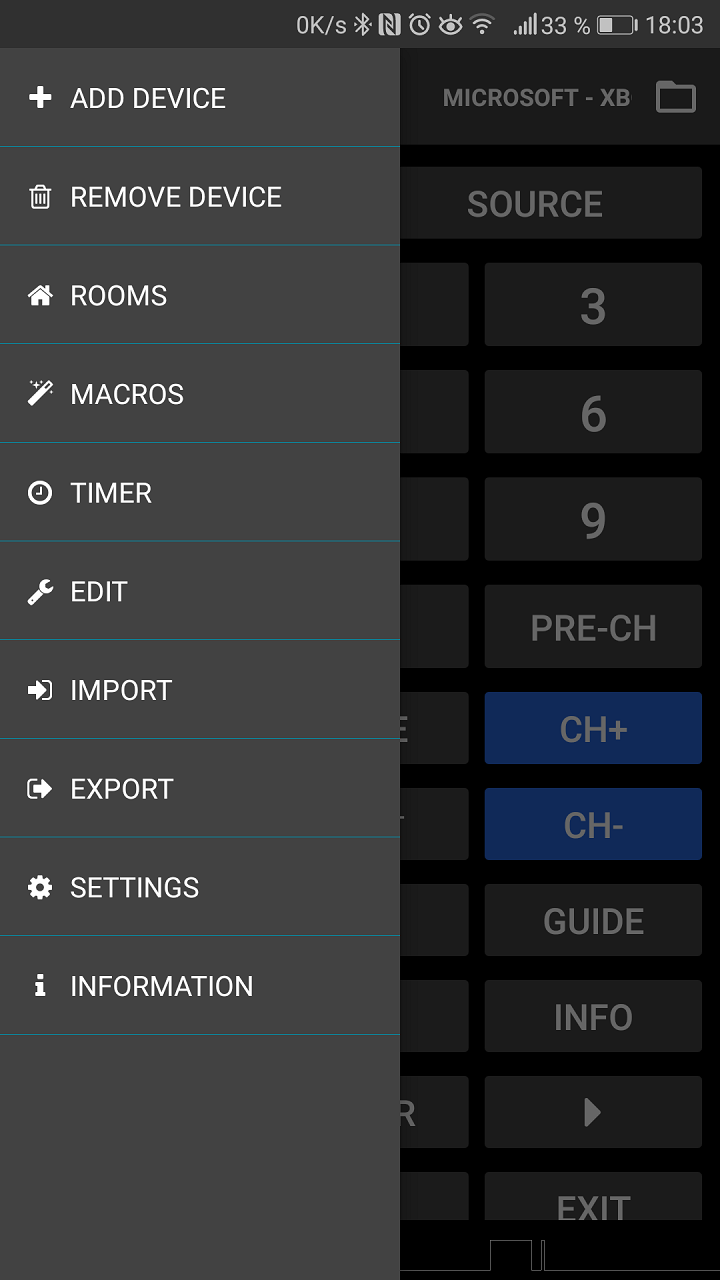 0K/s 33 % 18:03
ADD DEVICE
MICROSOFT - XB
REMOVE DEVICE
SOURCE
ROOMS
3
MACROS
6
TIMER
9
EDIT
PRE-CH
IMPORT
CH+
EXPORT
CH-
SETTINGS
GUIDE
INFORMATION
INFO
R
EXIT